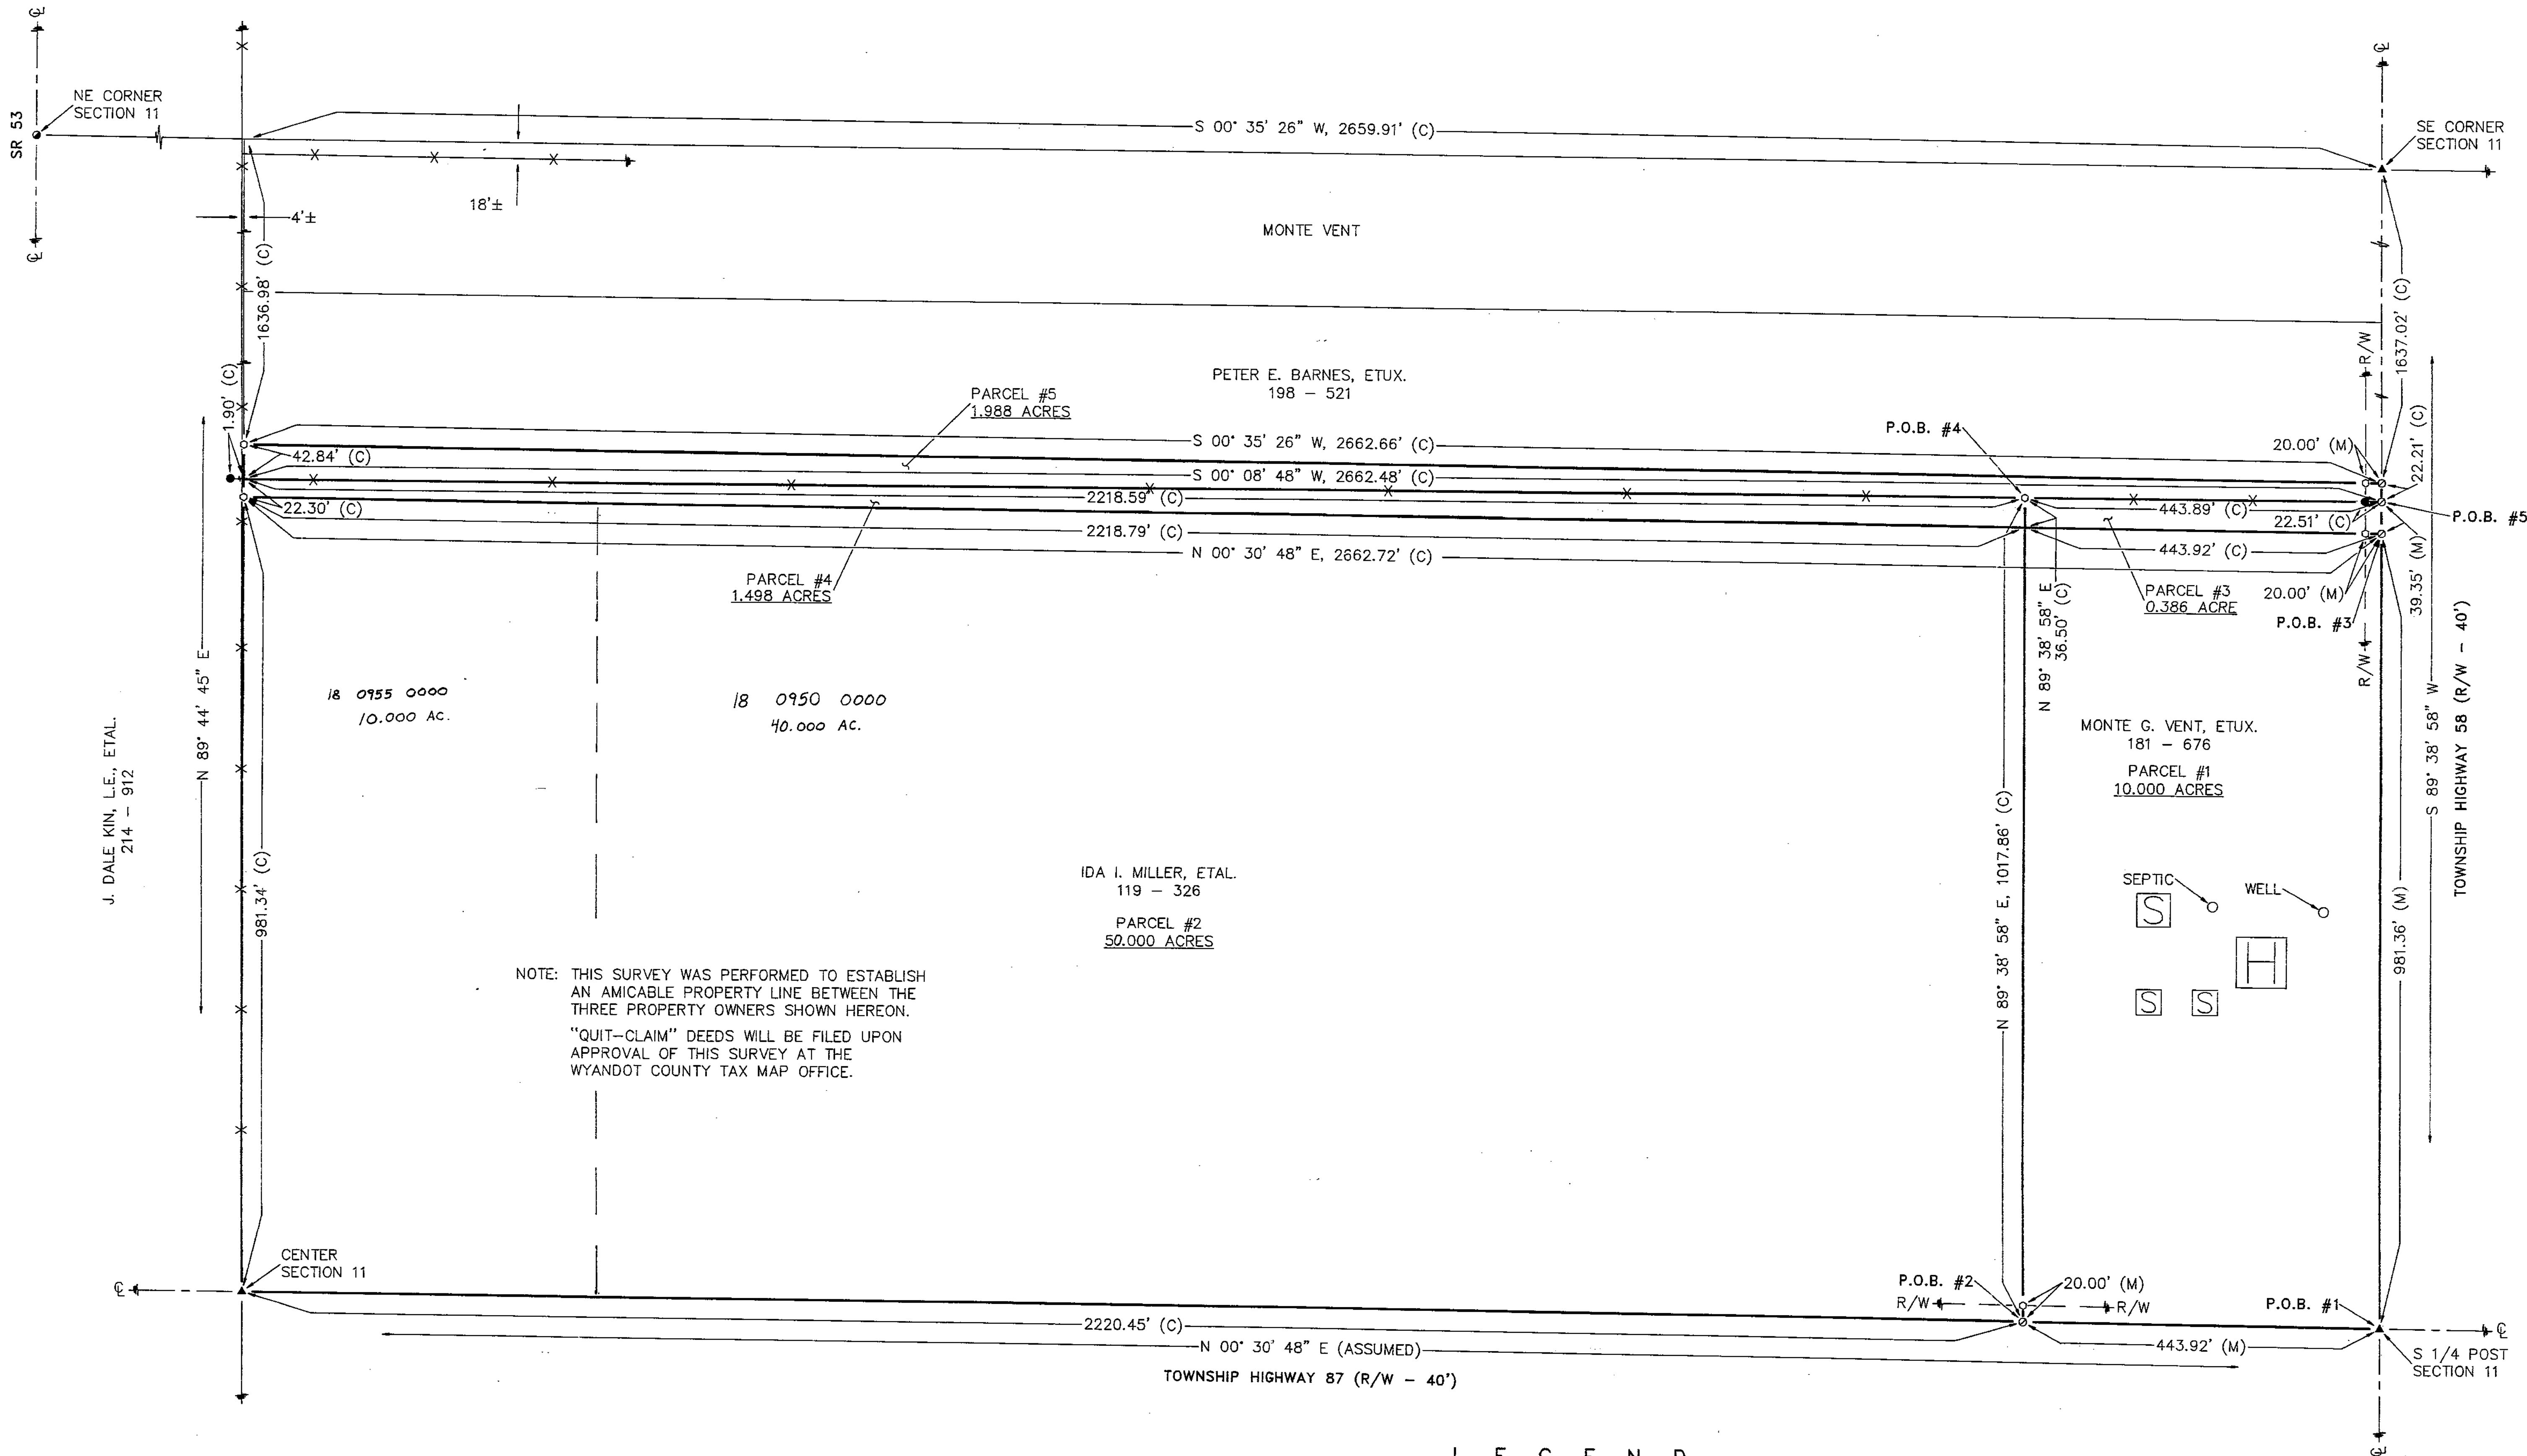 NE CORNER
SECTION 11
SR 53
S 00° 35' 26" W, 2659.91' (C)
SE CORNER
SECTION 11
4'±
18'±
MONTE VENT
1636.98' (C)
1637.02' (C)
R/W
PETER E. BARNES, ETUX.
198 – 521
PARCEL #5
1.988 ACRES
1.90' (C)
S 00° 35' 26" W, 2662.66' (C)
P.O.B. #4
20.00' (M)
22.21' (C)
42.84' (C)
S 00° 08' 48" W, 2662.48' (C)
2218.59' (C)
22.30' (C)
443.89' (C)
22.51' (C)
P.O.B. #5
2218.79' (C)
N 00° 30' 48" E, 2662.72' (C)
443.92' (C)
39.35' (M)
PARCEL #4
1.498 ACRES
PARCEL #3
0.386 ACRE
20.00' (M)
P.O.B. #3
R/W
N 89° 38' 58" E
36.50' (C)
N 89° 44' 45" E
J. DALE KIN, L.E., ETAL.
214 – 912
18 0955 0000
10.000 AC.
18 0950 0000
40.000 AC.
MONTE G. VENT, ETUX.
181 – 676
PARCEL #1
10.000 ACRES
S 89° 38' 58" W
TOWNSHIP HIGHWAY 58 (R/W – 40')
981.34' (C)
IDA I. MILLER, ETAL.
119 – 326
PARCEL #2
50.000 ACRES
N 89° 38' 58" E, 1017.86' (C)
SEPTIC
WELL
S
H
S
S
981.36' (M)
NOTE: THIS SURVEY WAS PERFORMED TO ESTABLISH
AN AMICABLE PROPERTY LINE BETWEEN THE
THREE PROPERTY OWNERS SHOWN HEREON.
"QUIT–CLAIM" DEEDS WILL BE FILED UPON
APPROVAL OF THIS SURVEY AT THE
WYANDOT COUNTY TAX MAP OFFICE.
CENTER
SECTION 11
P.O.B. #2
20.00' (M)
R/W
R/W
P.O.B. #1
2220.45' (C)
N 00° 30' 48" E (ASSUMED)
443.92' (M)
S 1/4 POST
SECTION 11
TOWNSHIP HIGHWAY 87 (R/W – 40')
L E G E N D